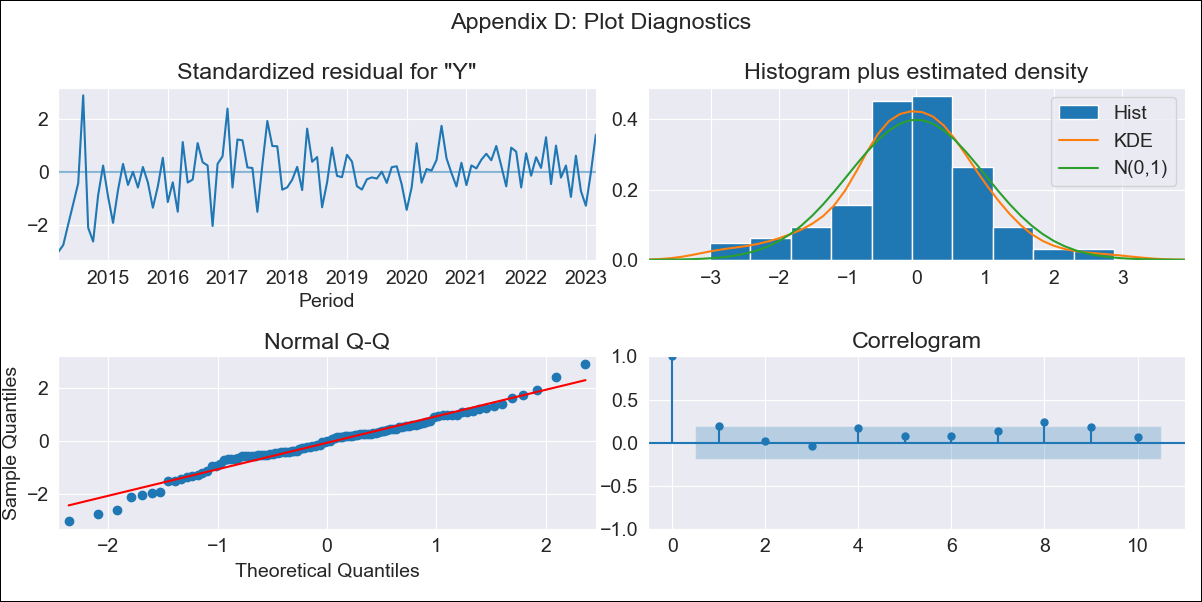 Appendix D: Plot Diagnostics
Standardized residual for "Y"
2
0
−2
2015 2016 2017 2018 2019 2020 2021 2022 2023
Period
Histogram plus estimated density
Hist
KDE
N(0,1)
0.4
0.2
0.0
−3 −2 −1 0 1 2 3
Normal Q-Q
Sample Quantiles
2
0
−2
−2 −1 0 1 2
Theoretical Quantiles
Correlogram
1.0
0.5
0.0
−0.5
−1.0
0 2 4 6 8 10